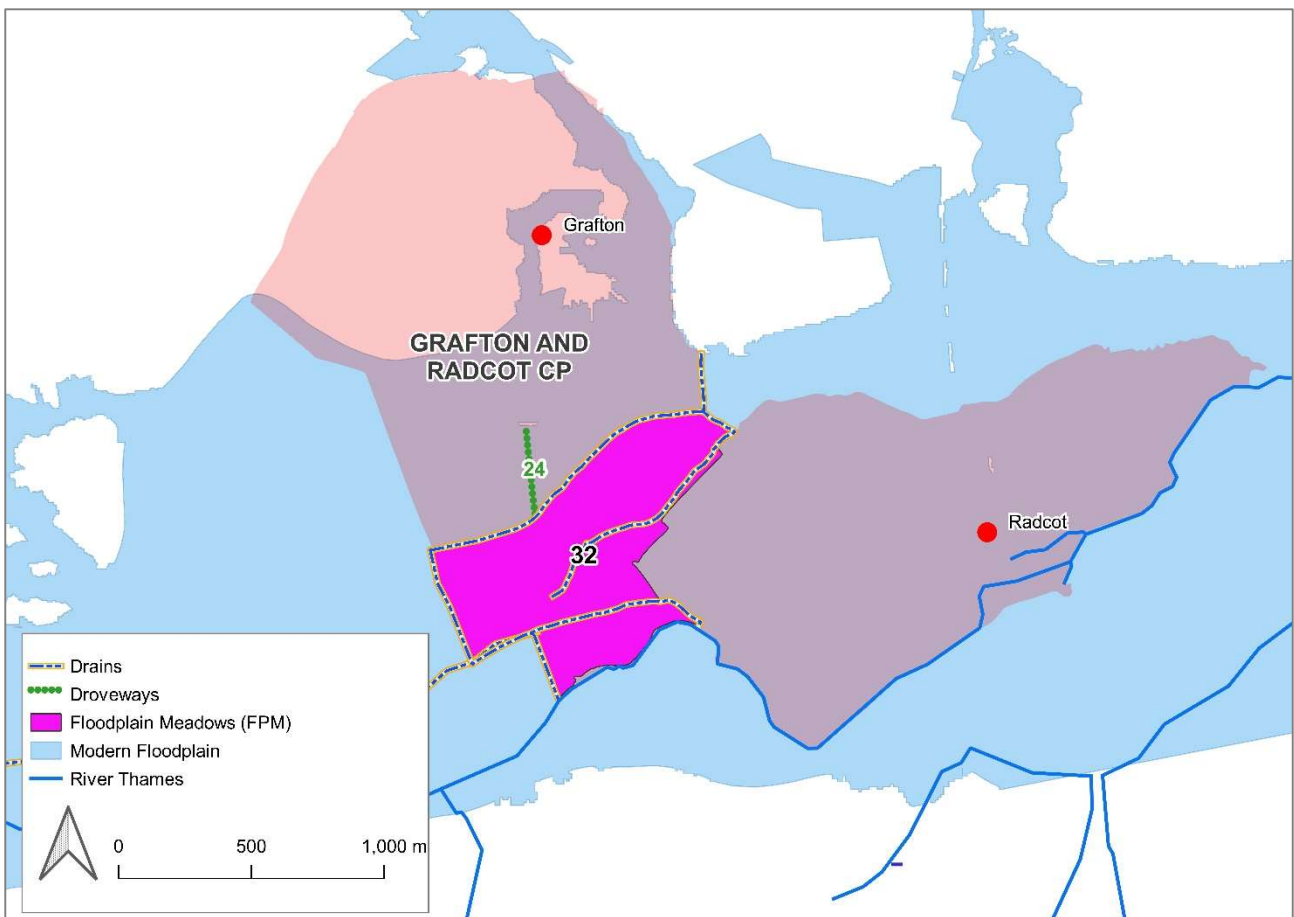 Grafton
GRAFTON AND
RADCOT CP
24
Radcot
32
Drains
Droveways
Floodplain Meadows (FPM)
Modern Floodplain
River Thames
0 500 1,000 m